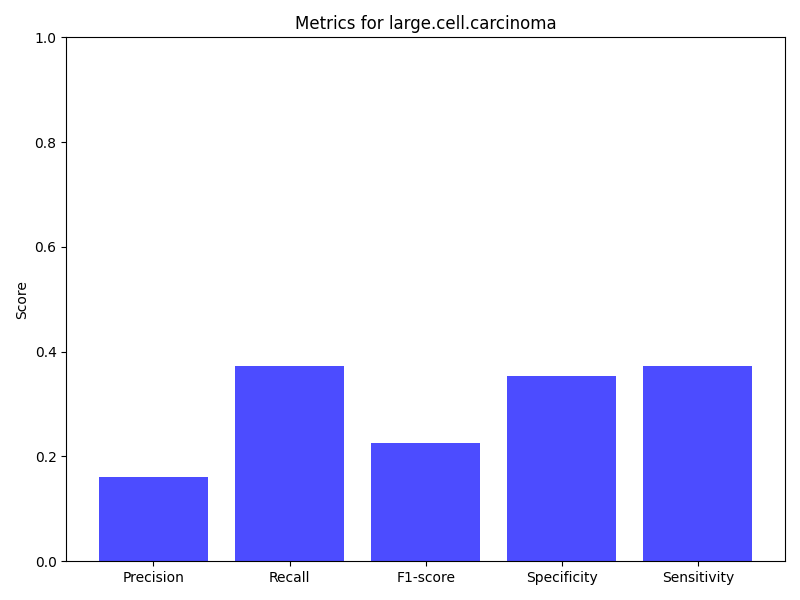 Metrics for large.cell.carcinoma
1.0
0.8
0.6
0.4
0.2
0.0
Score
Precision Recall F1-score Specificity Sensitivity